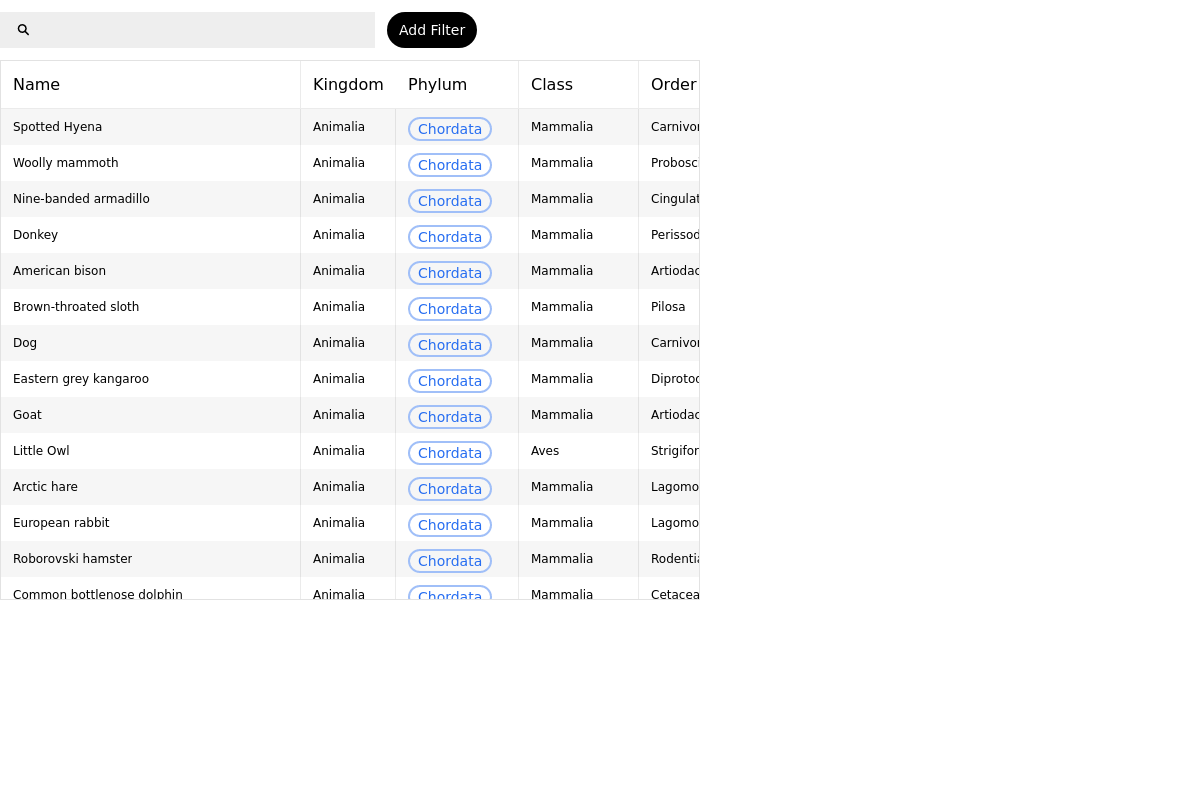 Add Filter
Name Kingdom Phylum Class Order
Spotted Hyena Animalia Chordata Mammalia Carnivor
Woolly mammoth Animalia Chordata Mammalia Probosc
Nine-banded armadillo Animalia Chordata Mammalia Cingulat
Donkey Animalia Chordata Mammalia Perissod
American bison Animalia Chordata Mammalia Artiodac
Brown-throated sloth Animalia Chordata Mammalia Pilosa
Dog Animalia Chordata Mammalia Carnivor
Eastern grey kangaroo Animalia Chordata Mammalia Diprotod
Goat Animalia Chordata Mammalia Artiodac
Little Owl Animalia Chordata Aves Strigifor
Arctic hare Animalia Chordata Mammalia Lagomo
European rabbit Animalia Chordata Mammalia Lagomo
Roborovski hamster Animalia Chordata Mammalia Rodentia
Common bottlenose dolphin Animalia Chordata Mammalia Cetacea